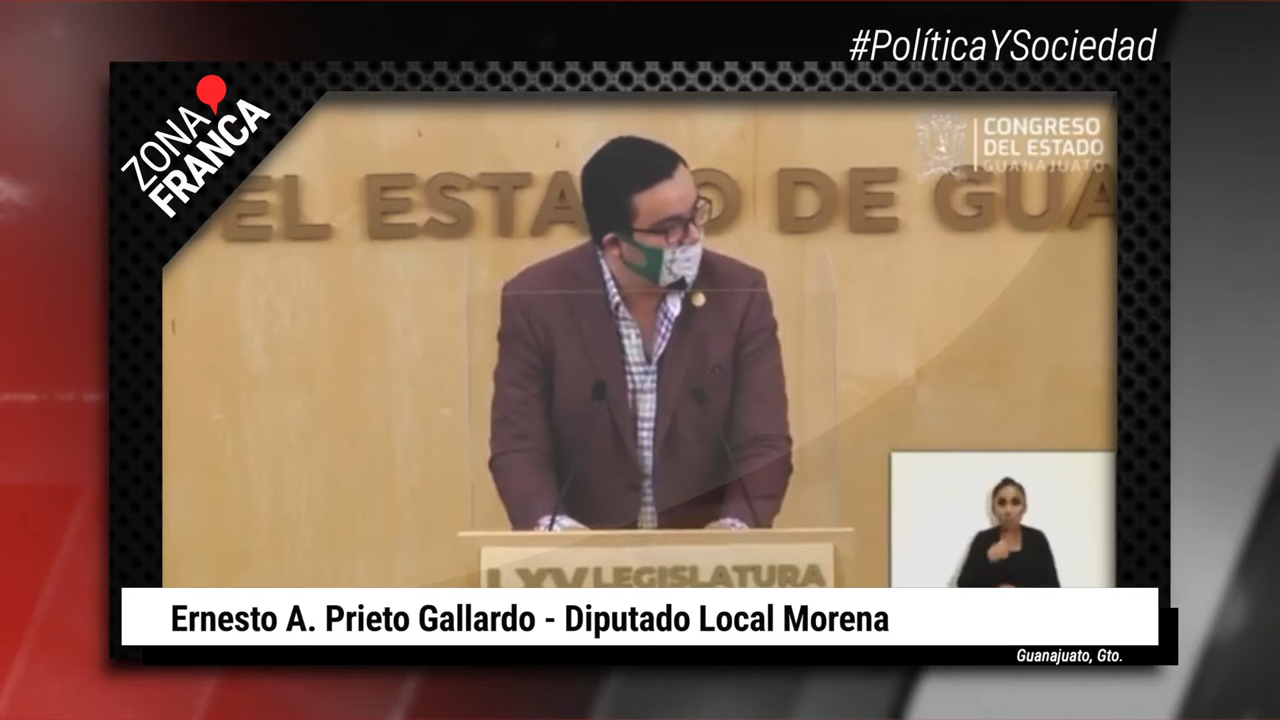 #PolíticaYSociedad
ZONA
FRANCA
CONGRESO
DEL ESTADO
GUANAJUATO
EL ESTADO DE GUA
LXV LEGISLATURA
Ernesto A. Prieto Gallardo - Diputado Local Morena
Guanajuato, Gto.